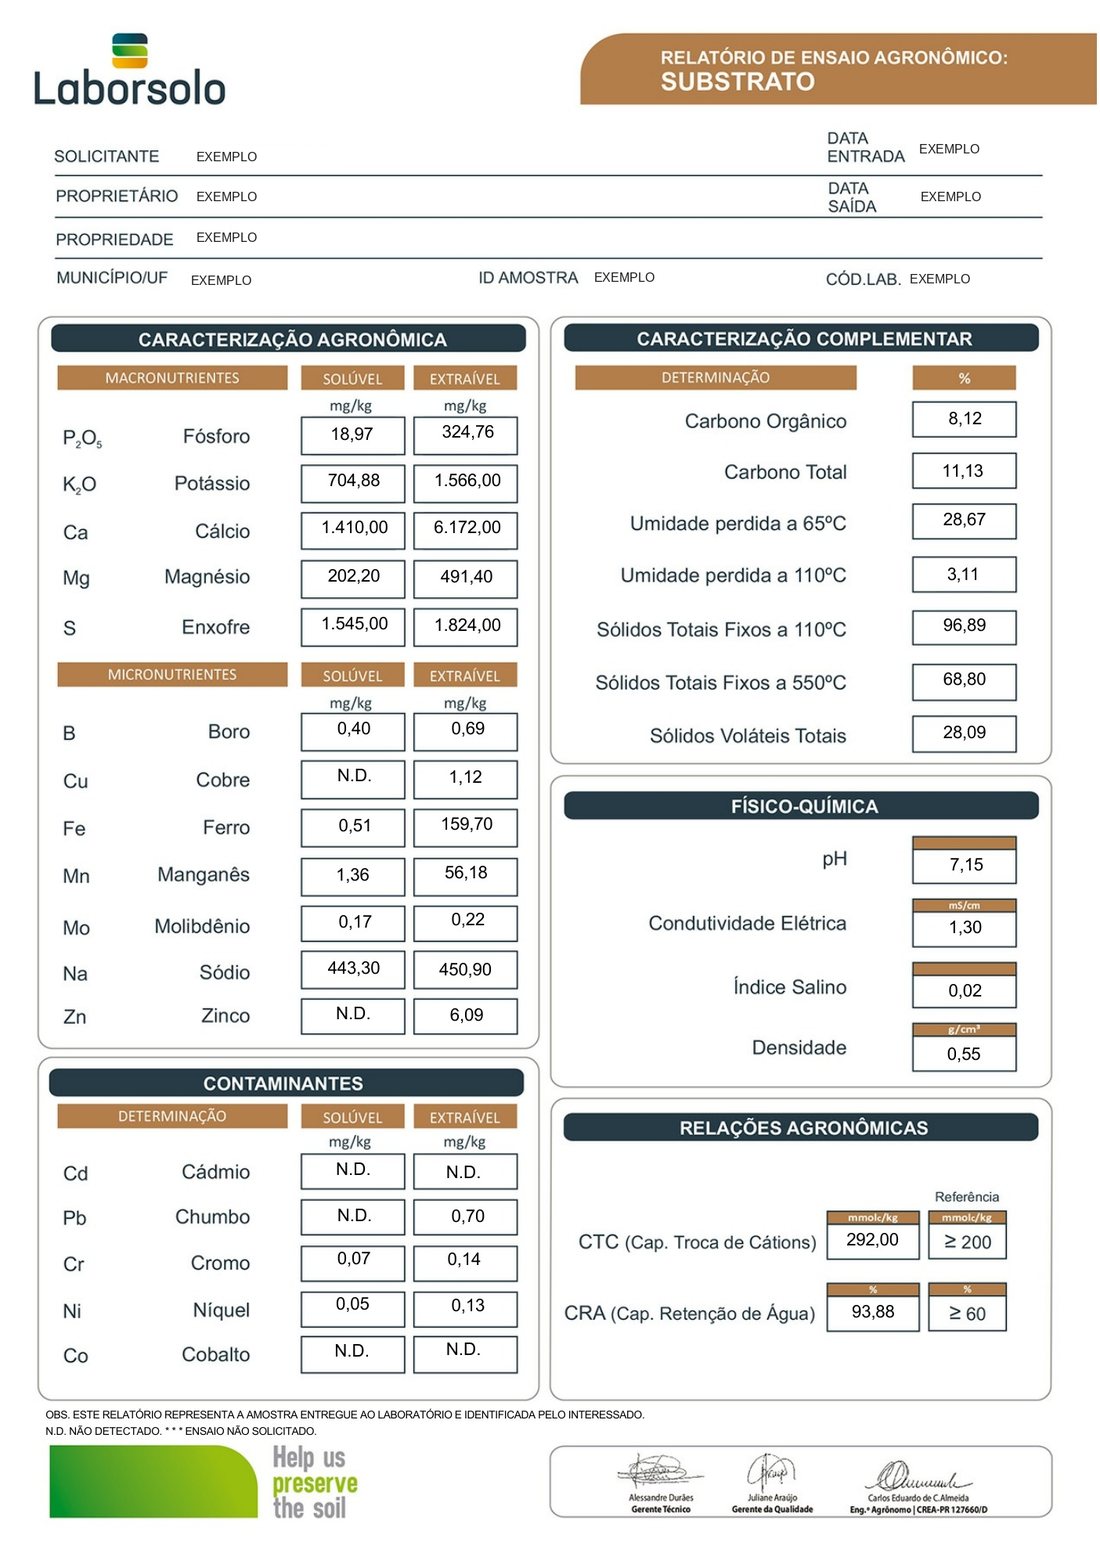 Laborsolo
RELATÓRIO DE ENSAIO AGRONÔMICO:
SUBSTRATO
SOLICITANTE EXEMPLO
DATA ENTRADA EXEMPLO
PROPRIETÁRIO EXEMPLO
DATA SAÍDA EXEMPLO
PROPRIEDADE EXEMPLO
MUNICÍPIO/UF EXEMPLO ID AMOSTRA EXEMPLO CÓD.LAB. EXEMPLO
CARACTERIZAÇÃO AGRONÔMICA
MACRONUTRIENTES SOLÚVEL EXTRAÍVEL
mg/kg mg/kg
P2O5 Fósforo 18,97 324,76
K2O Potássio 704,88 1.566,00
Ca Cálcio 1.410,00 6.172,00
Mg Magnésio 202,20 491,40
S Enxofre 1.545,00 1.824,00
MICRONUTRIENTES SOLÚVEL EXTRAÍVEL
mg/kg mg/kg
B Boro 0,40 0,69
Cu Cobre N.D. 1,12
Fe Ferro 0,51 159,70
Mn Manganês 1,36 56,18
Mo Molibdênio 0,17 0,22
Na Sódio 443,30 450,90
Zn Zinco N.D. 6,09
CONTAMINANTES
DETERMINAÇÃO SOLÚVEL EXTRAÍVEL
mg/kg mg/kg
Cd Cádmio N.D. N.D.
Pb Chumbo N.D. 0,70
Cr Cromo 0,07 0,14
Ni Níquel 0,05 0,13
Co Cobalto N.D. N.D.
CARACTERIZAÇÃO COMPLEMENTAR
DETERMINAÇÃO %
Carbono Orgânico 8,12
Carbono Total 11,13
Umidade perdida a 65ºC 28,67
Umidade perdida a 110ºC 3,11
Sólidos Totais Fixos a 110ºC 96,89
Sólidos Totais Fixos a 550ºC 68,80
Sólidos Voláteis Totais 28,09
FÍSICO-QUÍMICA
pH 7,15
mS/cm
Condutividade Elétrica 1,30
Índice Salino 0,02
g/cm³
Densidade 0,55
RELAÇÕES AGRONÔMICAS
Referência
mmolc/kg mmolc/kg
CTC (Cap. Troca de Cátions) 292,00 ≥ 200
% %
CRA (Cap. Retenção de Água) 93,88 ≥ 60
OBS. ESTE RELATÓRIO REPRESENTA A AMOSTRA ENTREGUE AO LABORATÓRIO E IDENTIFICADA PELO INTERESSADO.
N.D. NÃO DETECTADO. * * * ENSAIO NÃO SOLICITADO.
Help us
preserve
the soil
Alessandre Durães
Gerente Técnico
Juliane Araújo
Gerente da Qualidade
Carlos Eduardo de C.Almeida
Eng.º Agrônomo | CREA-PR 127660/D